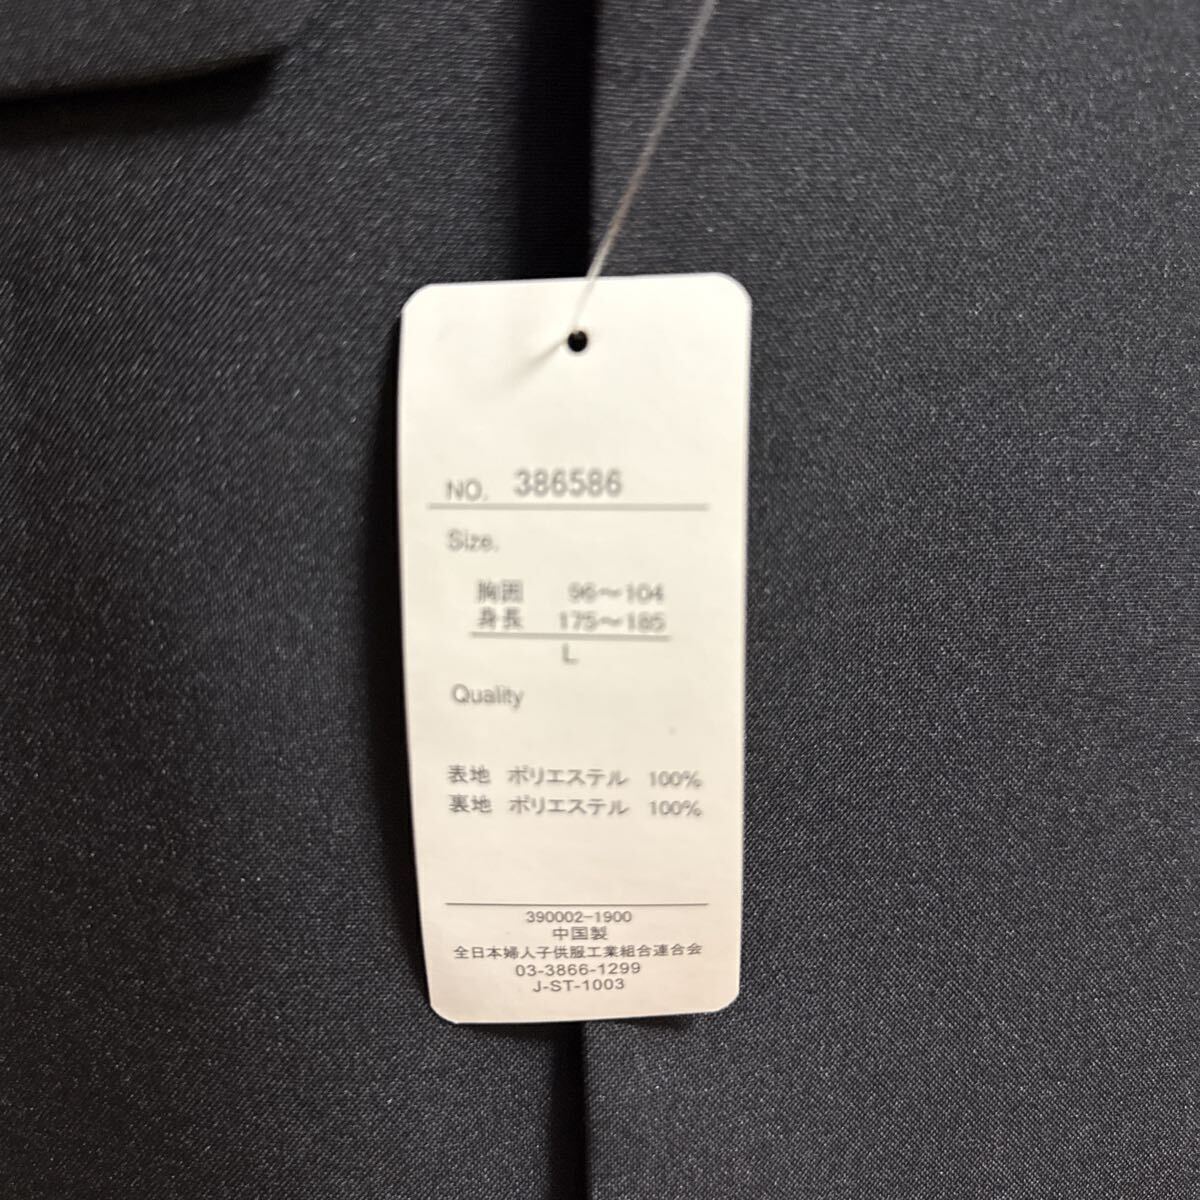 NO. 386586
Size.
胸囲 96～104
身長 175～185
L
Quality
表地 ポリエステル 100%
裏地 ポリエステル 100%
390002-1900
中国製
全日本婦人子供服工業組合連合会
03-3866-1299
J-ST-1003